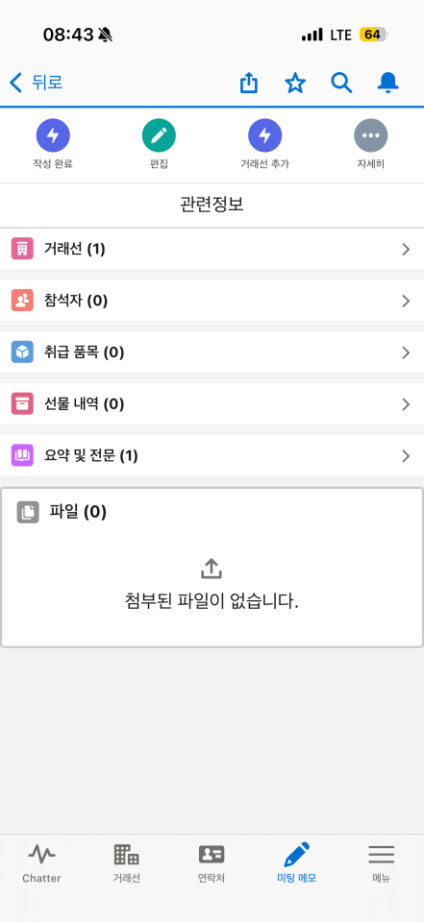 08:43
LTE 64
뒤로
작성 완료
편집
거래선 추가
자세히
관련정보
거래선 (1)
참석자 (0)
취급 품목 (0)
선물 내역 (0)
요약 및 전문 (1)
파일 (0)
첨부된 파일이 없습니다.
Chatter
거래선
연락처
미팅 메모
메뉴